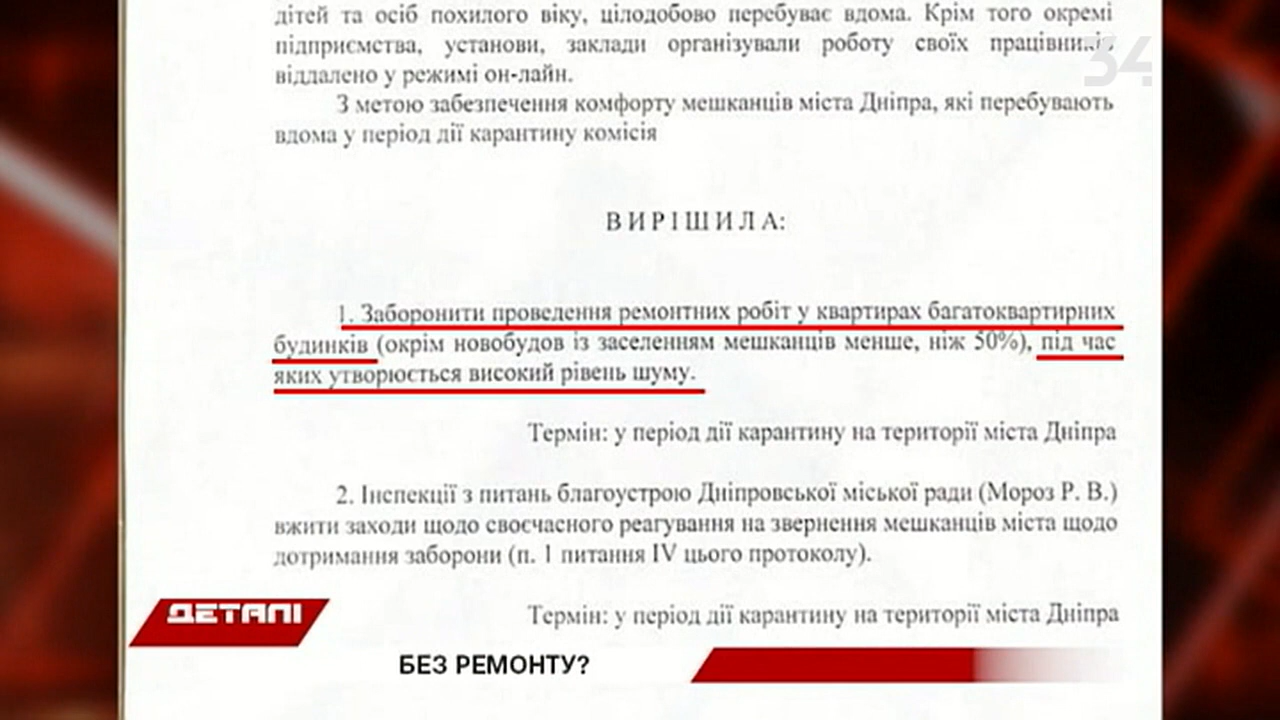 дітей та осіб похилого віку, цілодобово перебуває вдома. Крім того окремі
підприємства, установи, заклади організували роботу своїх працівників
віддалено у режимі он-лайн.
З метою забезпечення комфорту мешканців міста Дніпра, які перебувають
вдома у період дії карантину комісія
ВИРІШИЛА:
1. Заборонити проведення ремонтних робіт у квартирах багатоквартирних
будинків (окрім новобудов із заселенням мешканців менше, ніж 50%), під час
яких утворюється високий рівень шуму.
Термін: у період дії карантину на території міста Дніпра
2. Інспекції з питань благоустрою Дніпровської міської ради (Мороз Р. В.)
вжити заходи щодо своєчасного реагування на звернення мешканців міста щодо
дотримання заборони (п. 1 питання IV цього протоколу).
Термін: у період дії карантину на території міста Дніпра
34
ДЕТАЛІ
БЕЗ РЕМОНТУ?